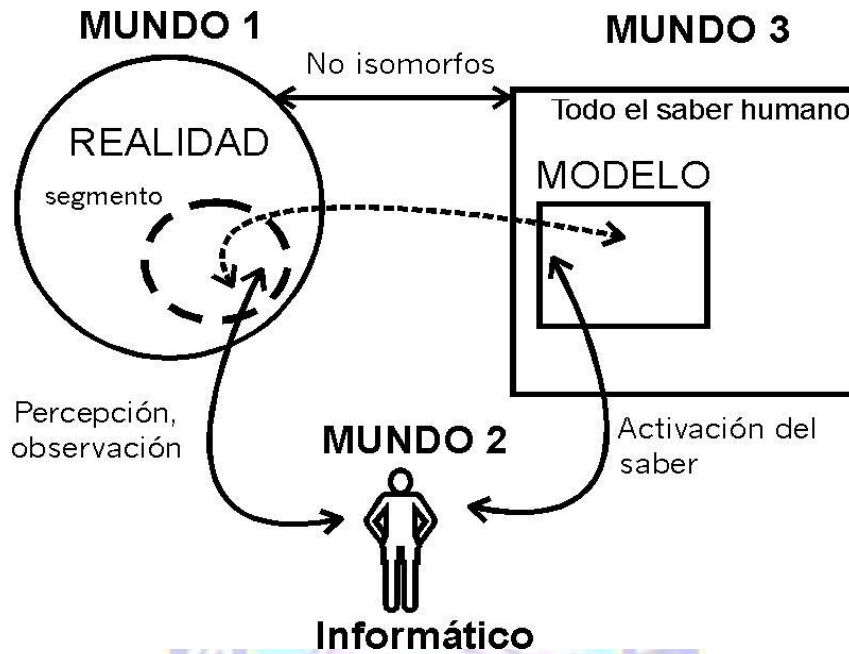 MUNDO 1
MUNDO 3
No isomorfos
Todo el saber humano
REALIDAD
MODELO
segmento
Percepción,
observación
MUNDO 2
Activación del
saber
Informático